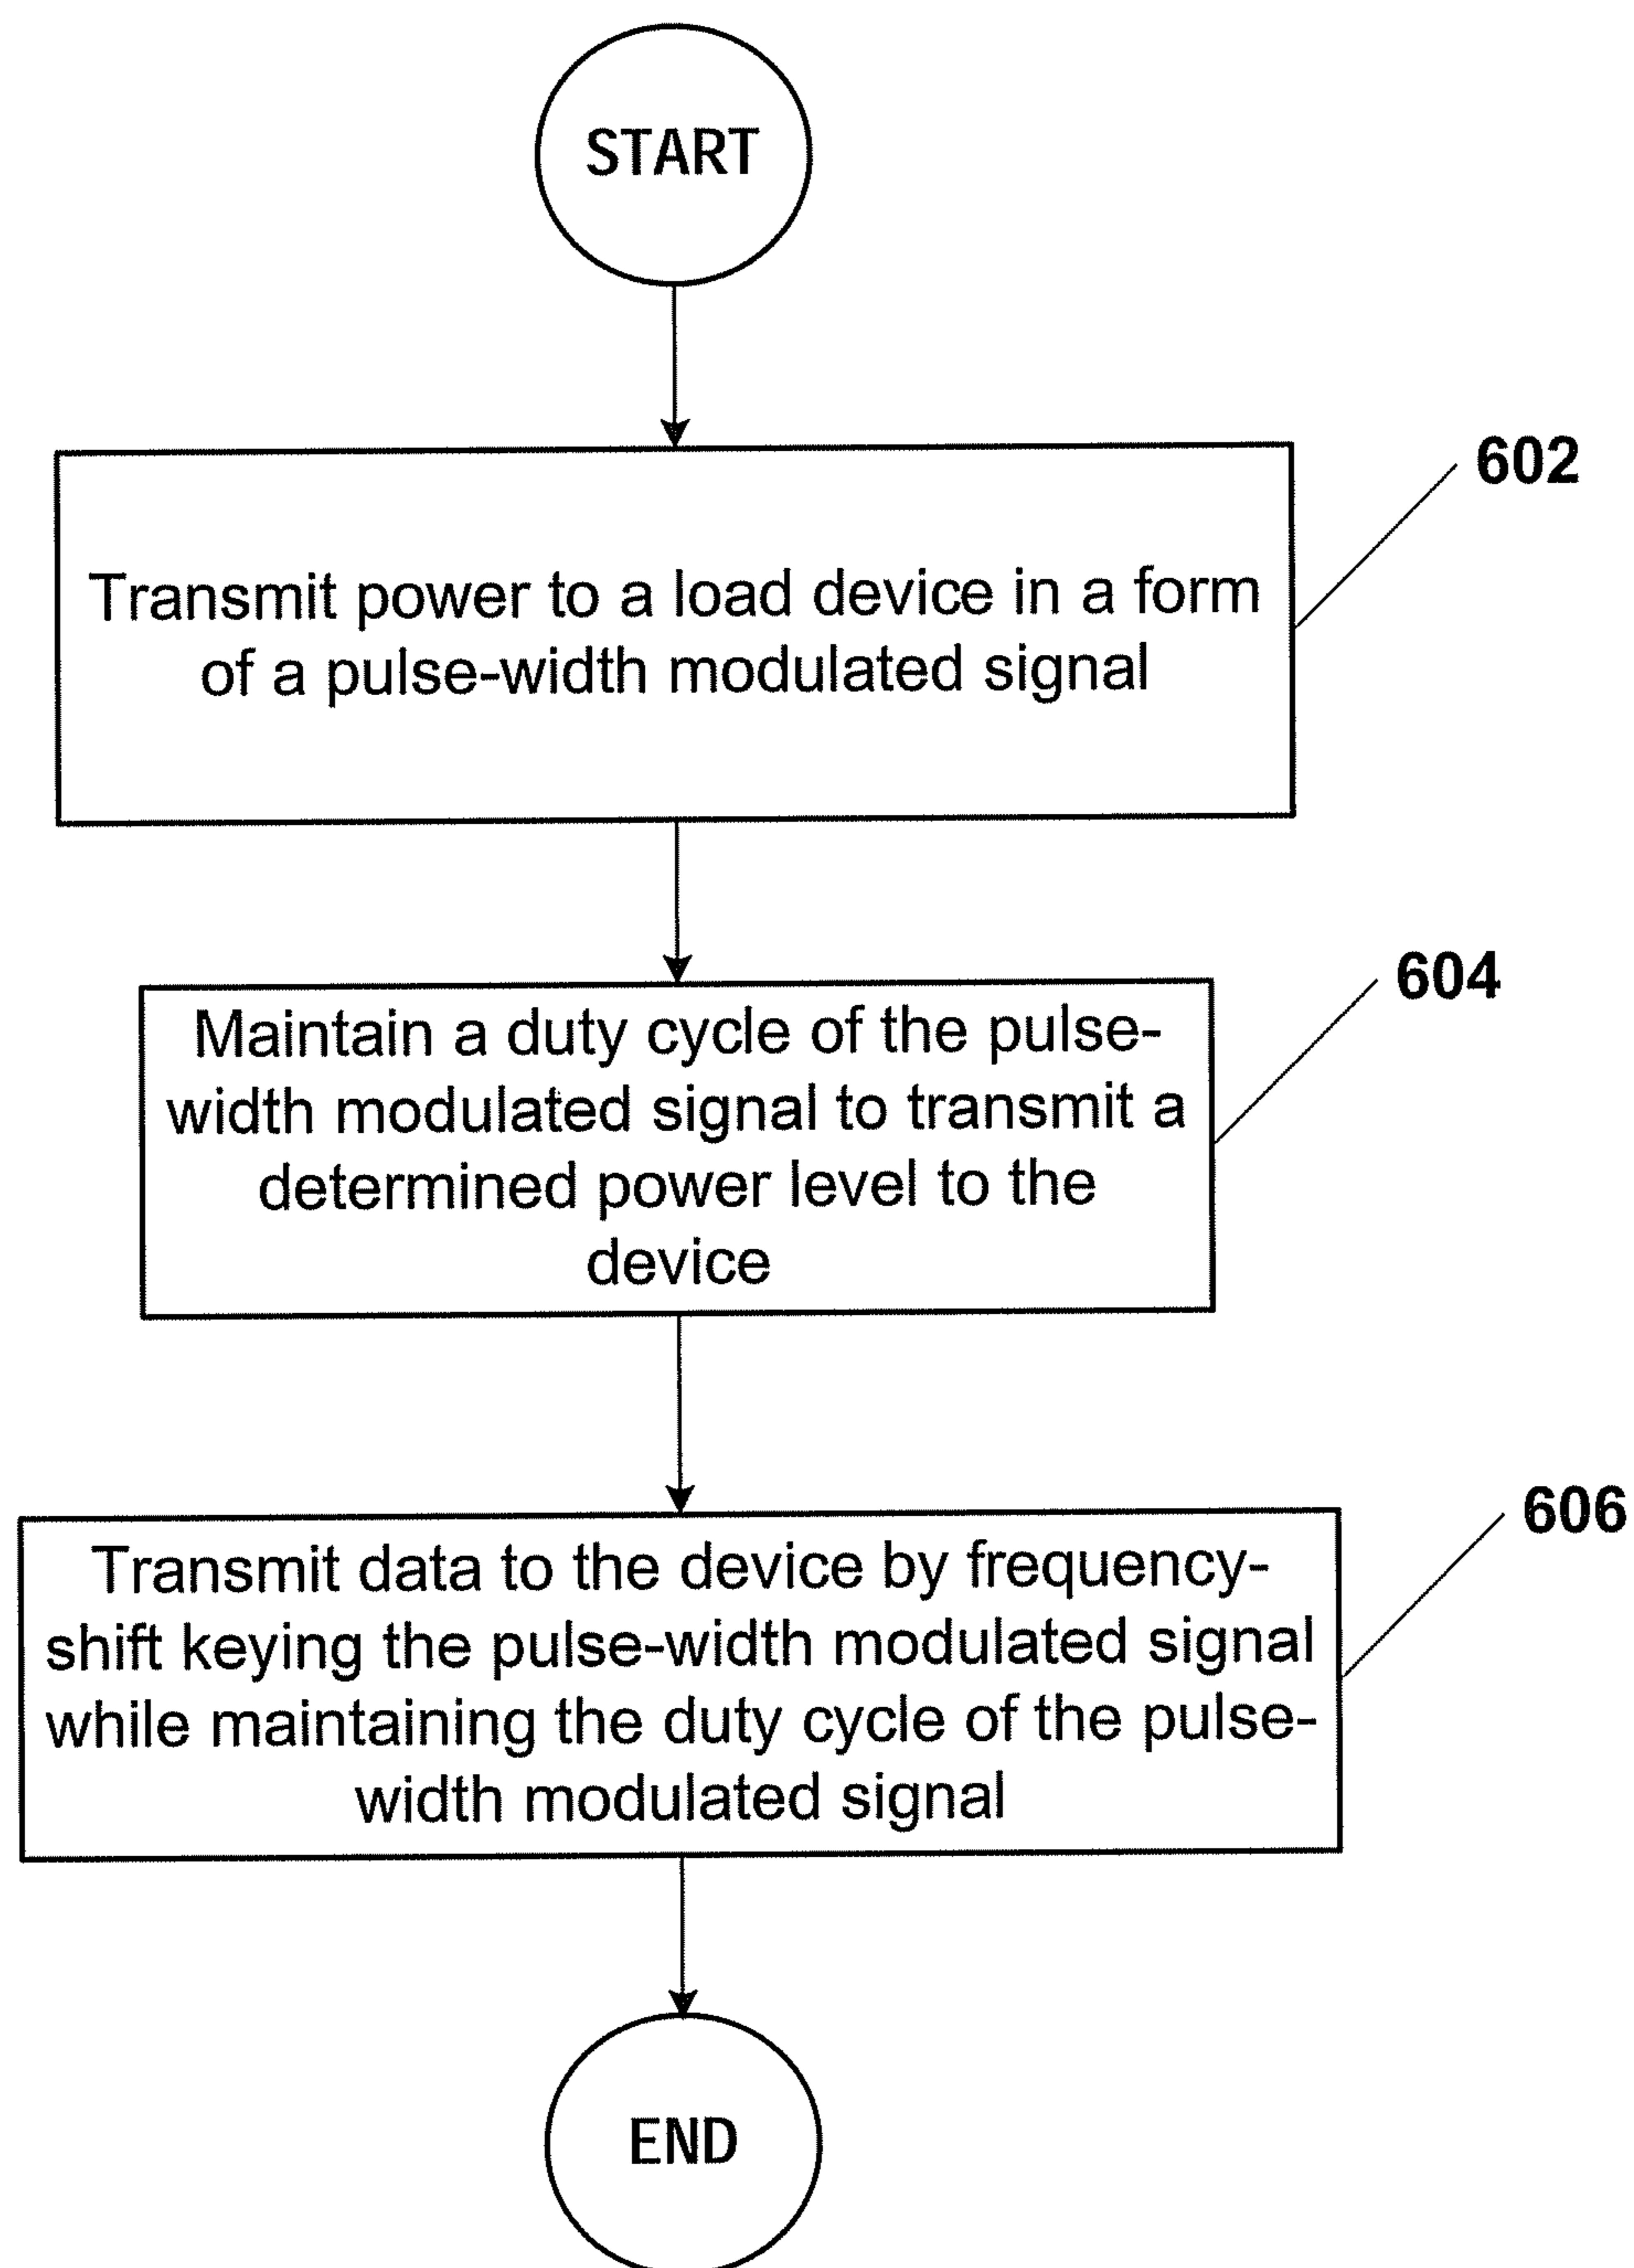 START
602
Transmit power to a load device in a form
of a pulse-width modulated signal
604
Maintain a duty cycle of the pulse-
width modulated signal to transmit a
determined power level to the
device
606
Transmit data to the device by frequency-
shift keying the pulse-width modulated signal
while maintaining the duty cycle of the pulse-
width modulated signal
END